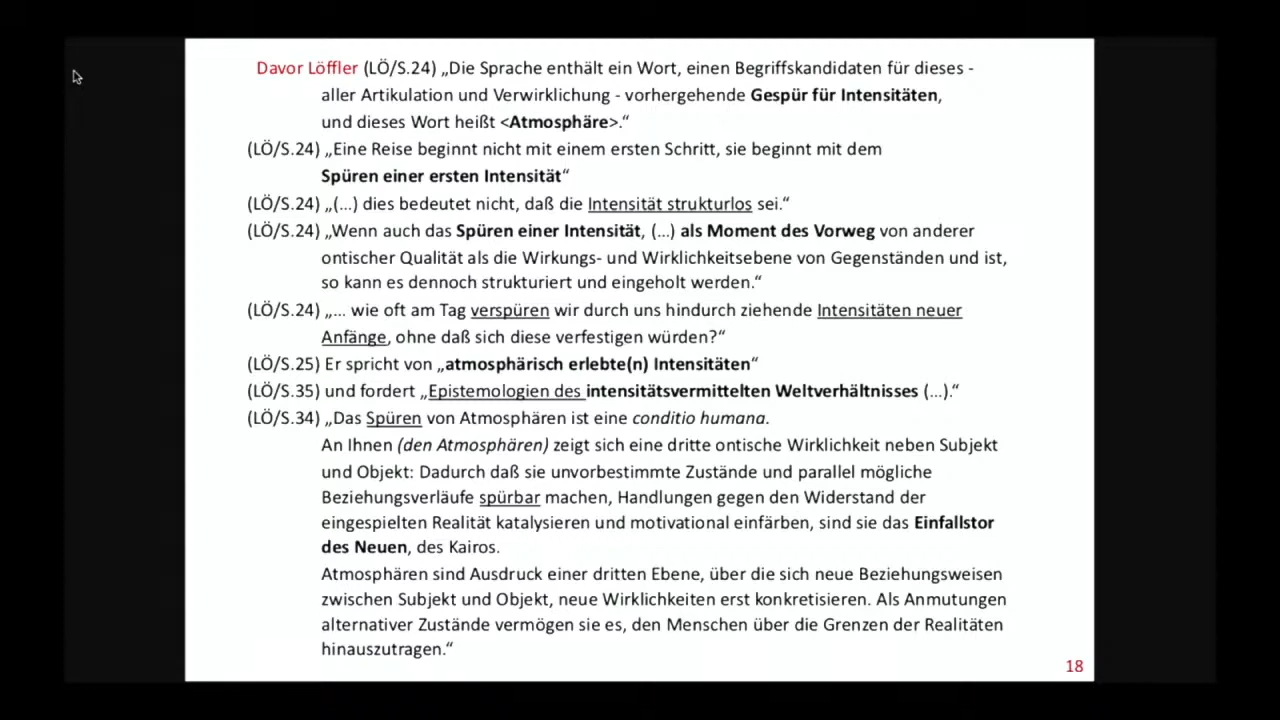 Davor Löffler (LÖ/S.24) „Die Sprache enthält ein Wort, einen Begriffskandidaten für dieses -
aller Artikulation und Verwirklichung - vorhergehende Gespür für Intensitäten,
und dieses Wort heißt <Atmosphäre>.“
(LÖ/S.24) „Eine Reise beginnt nicht mit einem ersten Schritt, sie beginnt mit dem
Spüren einer ersten Intensität“
(LÖ/S.24) „(...) dies bedeutet nicht, daß die Intensität strukturlos sei.“
(LÖ/S.24) „Wenn auch das Spüren einer Intensität, (...) als Moment des Vorweg von anderer
ontischer Qualität als die Wirkungs- und Wirklichkeitsebene von Gegenständen und ist,
so kann es dennoch strukturiert und eingeholt werden.“
(LÖ/S.24) „... wie oft am Tag verspüren wir durch uns hindurch ziehende Intensitäten neuer
Anfänge, ohne daß sich diese verfestigen würden?“
(LÖ/S.25) Er spricht von „atmosphärisch erlebte(n) Intensitäten“
(LÖ/S.35) und fordert „Epistemologien des intensitätsvermittelten Weltverhältnisses (...).“
(LÖ/S.34) „Das Spüren von Atmosphären ist eine conditio humana.
An Ihnen (den Atmosphären) zeigt sich eine dritte ontische Wirklichkeit neben Subjekt
und Objekt: Dadurch daß sie unvorbestimmte Zustände und parallel mögliche
Beziehungsverläufe spürbar machen, Handlungen gegen den Widerstand der
eingespielten Realität katalysieren und motivational einfärben, sind sie das Einfallstor
des Neuen, des Kairos.
Atmosphären sind Ausdruck einer dritten Ebene, über die sich neue Beziehungsweisen
zwischen Subjekt und Objekt, neue Wirklichkeiten erst konkretisieren. Als Anmutungen
alternativer Zustände vermögen sie es, den Menschen über die Grenzen der Realitäten
hinauszutragen.“
18